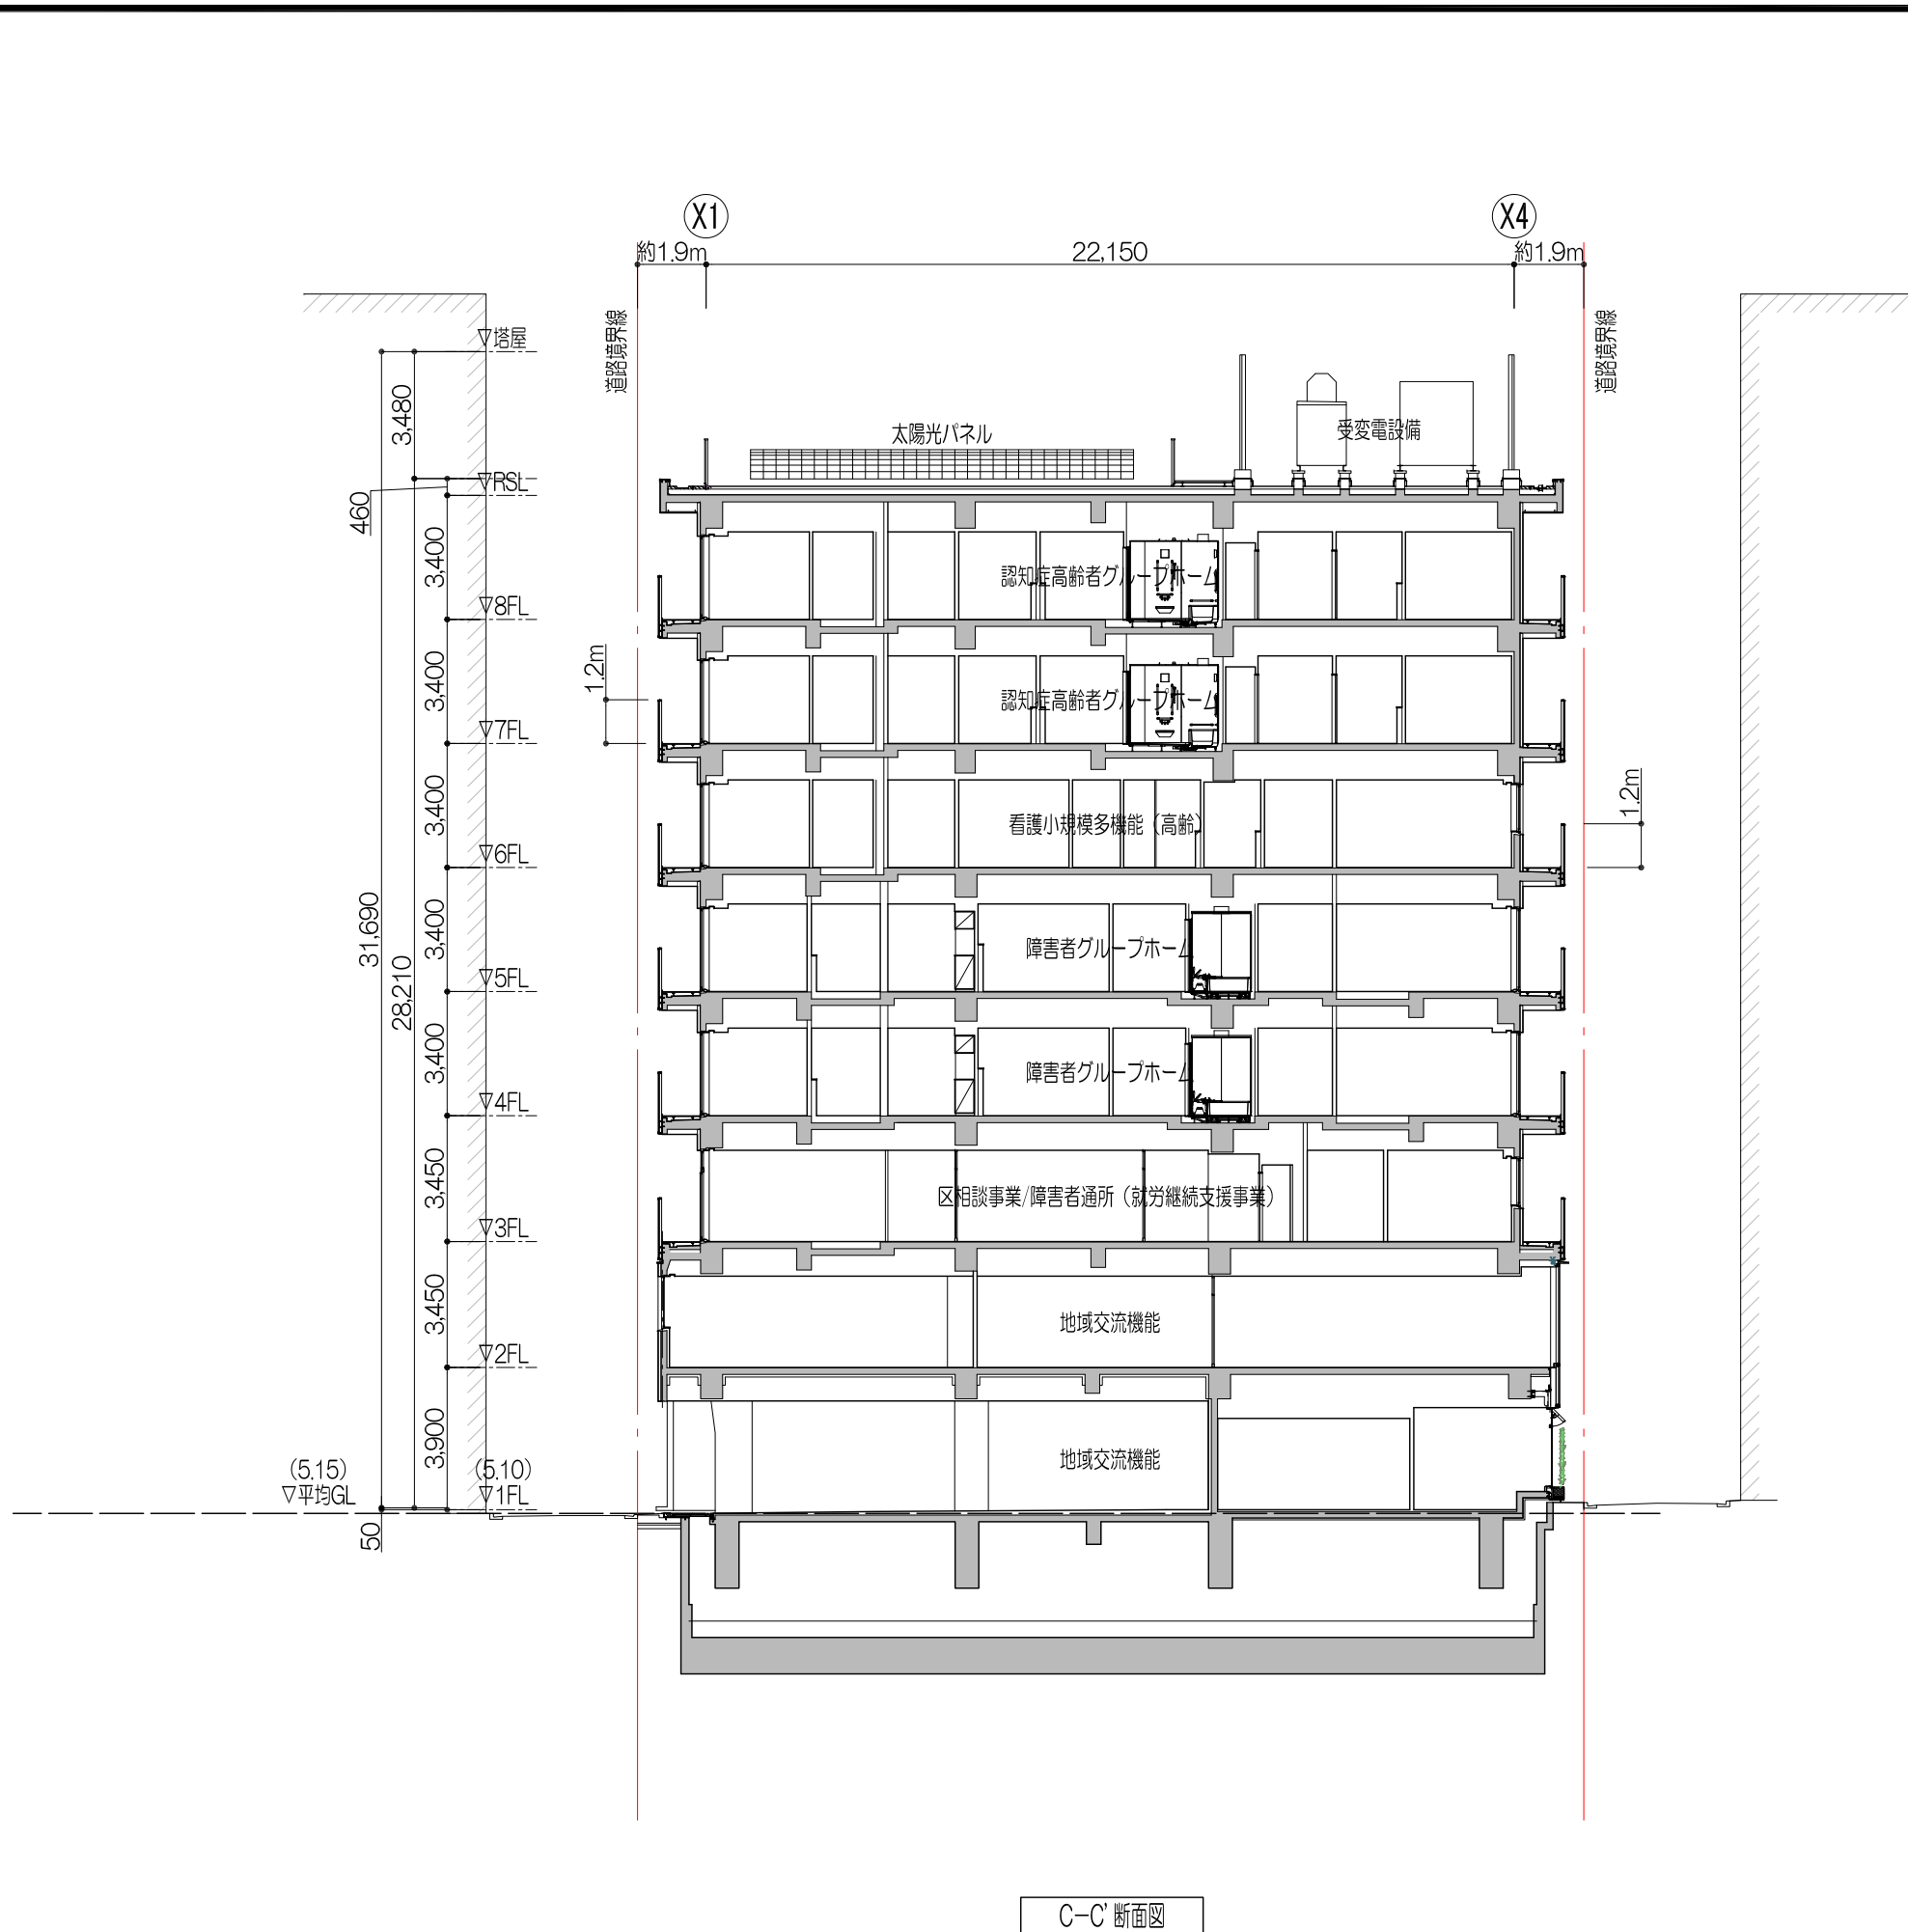 X1
X4
約1.9m
22,150
約1.9m
道路境界線
道路境界線
▽塔屋
3,480
太陽光パネル
受変電設備
▽RSL
460
3,400
認知症高齢者グループホーム
▽8FL
3,400
1.2m
認知症高齢者グループホーム
▽7FL
3,400
1.2m
看護小規模多機能（高齢）
▽6FL
31,690
3,400
障害者グループホーム
28,210
▽5FL
3,400
障害者グループホーム
▽4FL
3,450
区相談事業/障害者通所（就労継続支援事業）
▽3FL
3,450
地域交流機能
▽2FL
3,900
地域交流機能
(5.15)
(5.10)
▽平均GL
▽1FL
50
C-C'断面図